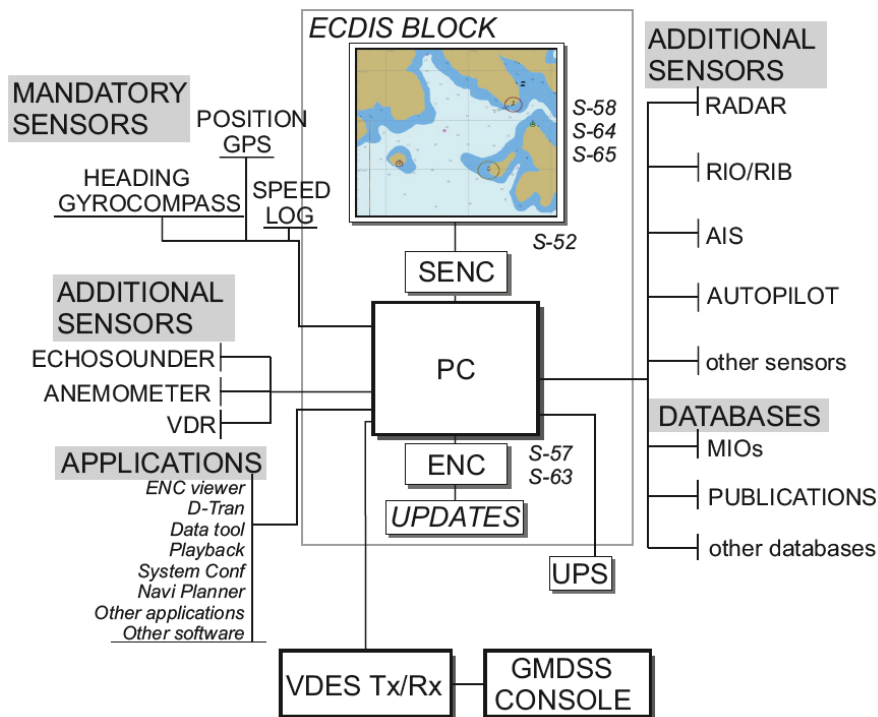 ECDIS BLOCK
S-58
S-64
S-65
S-52
SENC
PC
ENC
S-57
S-63
UPDATES
UPS
MANDATORY
SENSORS
POSITION
GPS
HEADING
GYROCOMPASS
SPEED
LOG
ADDITIONAL
SENSORS
ECHOSOUNDER
ANEMOMETER
VDR
APPLICATIONS
ENC viewer
D-Tran
Data tool
Playback
System Conf
Navi Planner
Other applications
Other software
ADDITIONAL
SENSORS
RADAR
RIO/RIB
AIS
AUTOPILOT
other sensors
DATABASES
MIOs
PUBLICATIONS
other databases
VDES Tx/Rx
GMDSS
CONSOLE